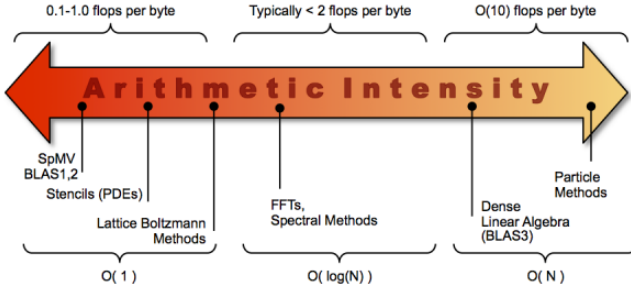 0.1-1.0 flops per byte
Typically < 2 flops per byte
O(10) flops per byte
Arithmetic Intensity
SpMV
BLAS1,2
Stencils (PDEs)
Lattice Boltzmann
Methods
FFTs,
Spectral Methods
Dense
Linear Algebra
(BLAS3)
Particle
Methods
O( 1 )
O( log(N) )
O( N )